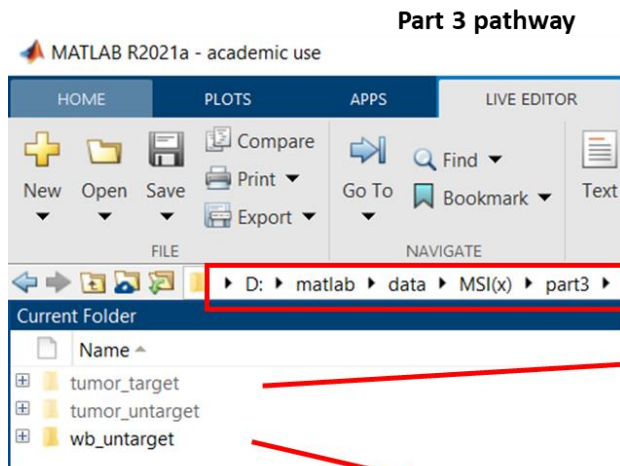 Part 3 pathway
MATLAB R2021a - academic use
HOME PLOTS APPS LIVE EDITOR
Compare
Print
Export
Find
Bookmark
New Open Save Go To Text
FILE NAVIGATE
D: matlab data MSI(x) part3
Current Folder
Name
tumor_target
tumor_untarget
wb_untarget